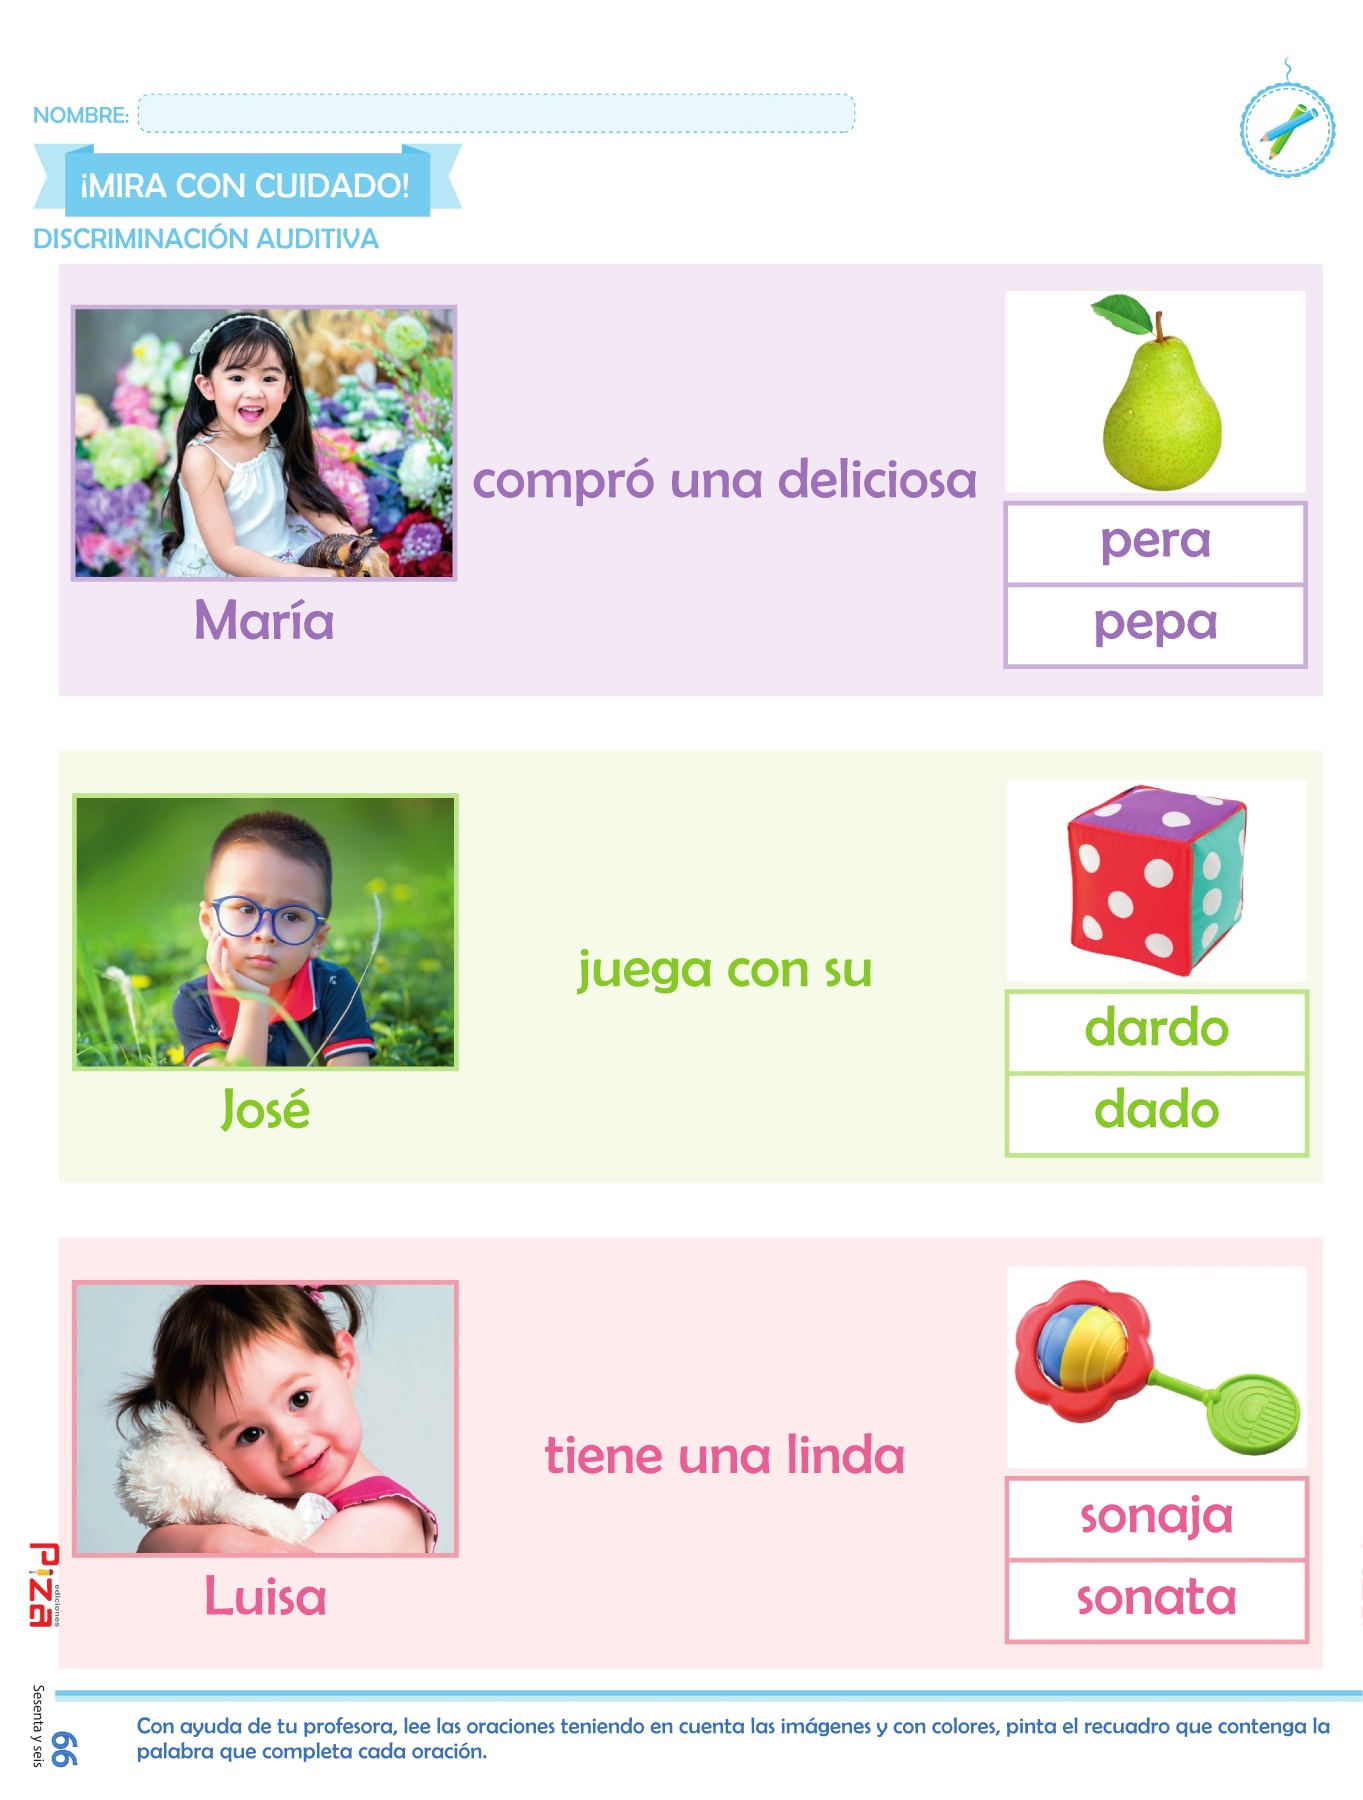 NOMBRE:
¡MIRA CON CUIDADO!
DISCRIMINACIÓN AUDITIVA
compró una deliciosa
pera
pepa
María
juega con su
dardo
dado
José
tiene una linda
sonaja
sonata
Luisa
Piza
ediciones
Sesenta y seis
66
Con ayuda de tu profesora, lee las oraciones teniendo en cuenta las imágenes y con colores, pinta el recuadro que contenga la
palabra que completa cada oración.